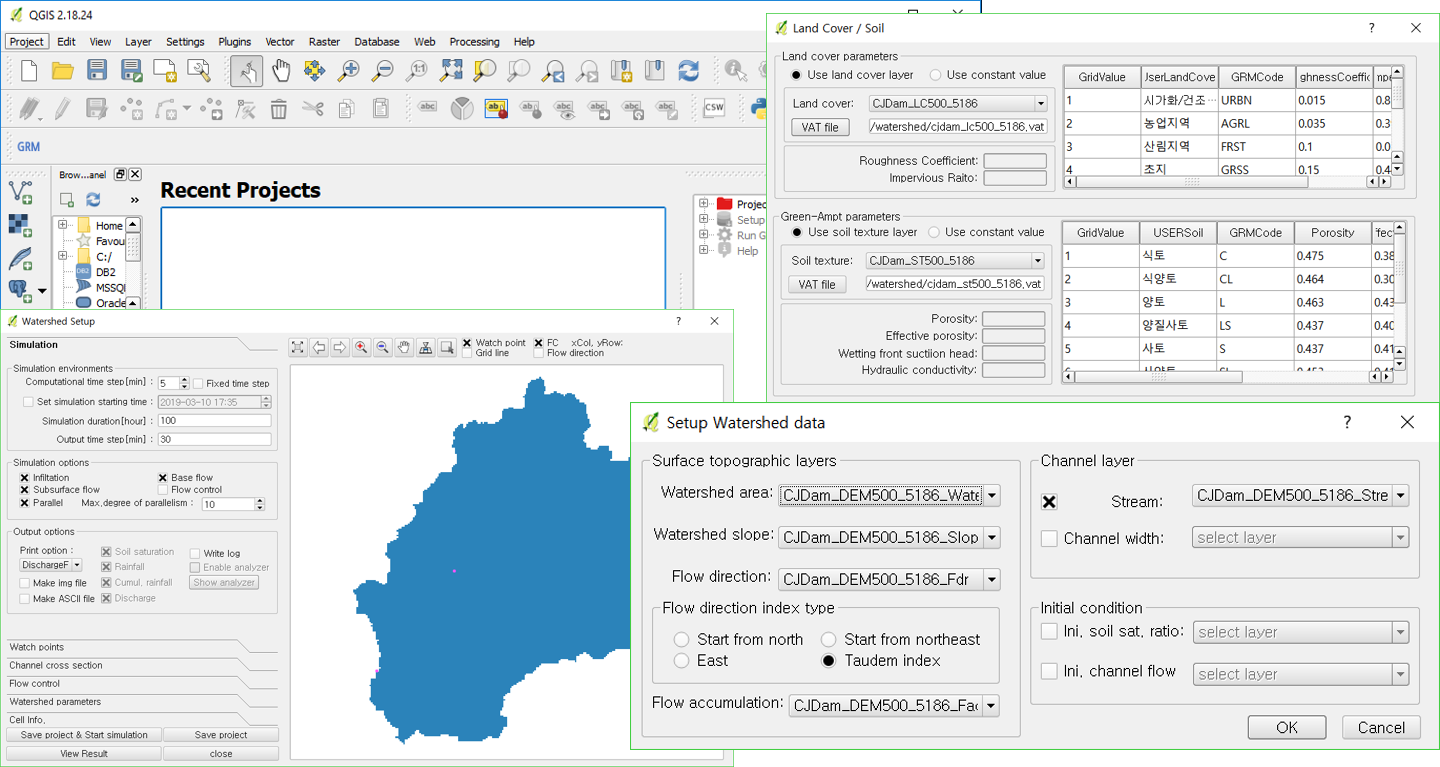 QGIS 2.18.24
Project Edit View Layer Settings Plugins Vector Raster Database Web Processing Help
abc abc abc abc abc abc abc CSW
GRM
Brow...anel
Recent Projects
»
Home
Favou
C:/
DB2
MSSQL
Oracle
Projec
Setup
Run G
Help
Land Cover / Soil
?
Land cover parameters
Use land cover layer Use constant value
Land cover: CJDam_LC500_5186
VAT file /watershed/cjdam_lc500_5186.vat
Roughness Coefficient:
Impervious Raito:
GridValue JserLandCove GRMCode ghnessCoeffic npe
1 시가화/건조… URBN 0.015 0.8
2 농업지역 AGRL 0.035 0.3
3 산림지역 FRST 0.1 0.0
4 초지 GRSS 0.15 0.4
Green-Ampt parameters
Use soil texture layer Use constant value
Soil texture: CJDam_ST500_5186
VAT file /watershed/cjdam_st500_5186.vat
Porosity:
Effective porosity:
Wetting front suctiion head:
Hydraulic conductivity:
GridValue USERSoil GRMCode Porosity fec
1 식토 C 0.475 0.38
2 식양토 CL 0.464 0.30
3 양토 L 0.463 0.43
4 양질사토 LS 0.437 0.40
5 사토 S 0.437 0.41
Watershed Setup
?
Simulation
Simulation environments
Computational time step[min] : 5 Fixed time step
Set simulation starting time : 2019-03-10 17:35
Simulation duration[hour] : 100
Output time step[min] : 30
Simulation options
Infiltation Base flow
Subsurface flow Flow control
Parallel Max.degree of parallelism : 10
Output options
Print option :
DischargeF
Make img file
Make ASCII file
Soil saturation
Rainfall
Cumul. rainfall
Discharge
Write log
Enable analyzer
Show analyzer
Watch points
Channel cross section
Flow control
Watershed parameters
Cell Info.
Save project & Start simulation Save project
View Result close
Watch point FC xCol, yRow:
Grid line Flow direction
Setup Watershed data
?
Surface topographic layers
Watershed area: CJDam_DEM500_5186_Wate
Watershed slope: CJDam_DEM500_5186_Slop
Flow direction: CJDam_DEM500_5186_Fdr
Flow direction index type
Start from north Start from northeast
East Taudem index
Flow accumulation: CJDam_DEM500_5186_Fac
Channel layer
Stream: CJDam_DEM500_5186_Stre
Channel width: select layer
Initial condition
Ini. soil sat. ratio: select layer
Ini. channel flow select layer
OK Cancel